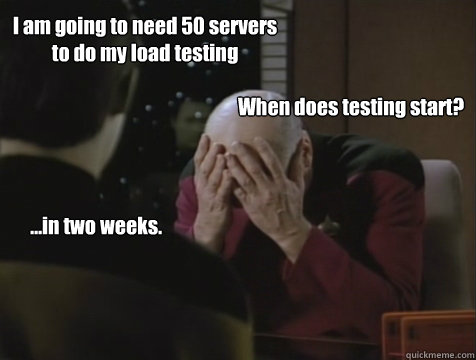 I am going to need 50 servers
to do my load testing
When does testing start?
...in two weeks.
quickmeme.com